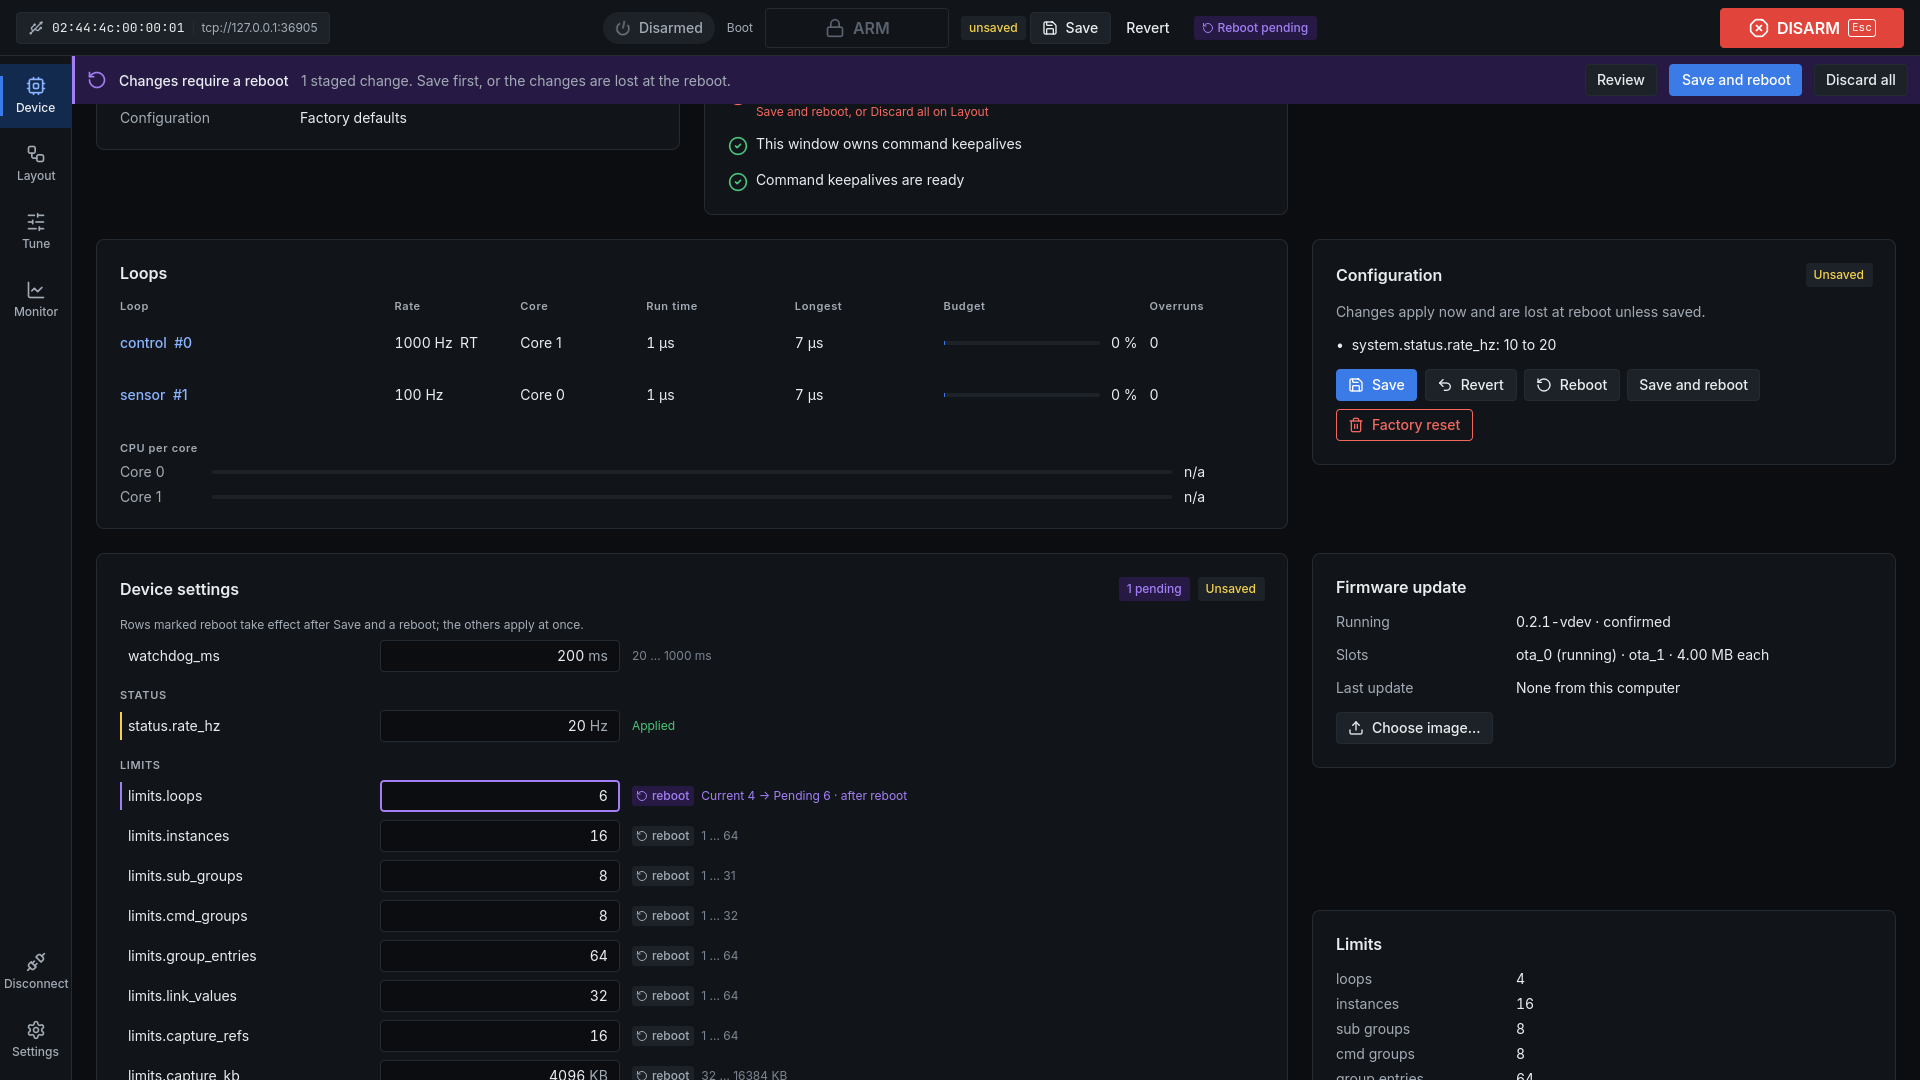 02:44:4c:00:00:01 tcp://127.0.0.1:36905 Disarmed Boot ARM unsaved Save Revert Reboot pending DISARM Esc
Changes require a reboot 1 staged change. Save first, or the changes are lost at the reboot. Review Save and reboot Discard all
Device
Layout
Tune
Monitor
Disconnect
Settings
Configuration Factory defaults
Save and reboot, or Discard all on Layout
This window owns command keepalives
Command keepalives are ready
Loops
Loop Rate Core Run time Longest Budget Overruns
control #0 1000 Hz RT Core 1 1 µs 7 µs 0 % 0
sensor #1 100 Hz Core 0 1 µs 7 µs 0 % 0
CPU per core
Core 0 n/a
Core 1 n/a
Configuration Unsaved
Changes apply now and are lost at reboot unless saved.
• system.status.rate_hz: 10 to 20
Save Revert Reboot Save and reboot
Factory reset
Device settings 1 pending Unsaved
Rows marked reboot take effect after Save and a reboot; the others apply at once.
watchdog_ms 200 ms 20 ... 1000 ms
STATUS
status.rate_hz 20 Hz Applied
LIMITS
limits.loops 6 reboot Current 4 → Pending 6 · after reboot
limits.instances 16 reboot 1 ... 64
limits.sub_groups 8 reboot 1 ... 31
limits.cmd_groups 8 reboot 1 ... 32
limits.group_entries 64 reboot 1 ... 64
limits.link_values 32 reboot 1 ... 64
limits.capture_refs 16 reboot 1 ... 64
limits.capture_kb 4096 KB reboot 32 ... 16384 KB
Firmware update
Running 0.2.1-vdev · confirmed
Slots ota_0 (running) · ota_1 · 4.00 MB each
Last update None from this computer
Choose image...
Limits
loops 4
instances 16
sub groups 8
cmd groups 8
group entries 64